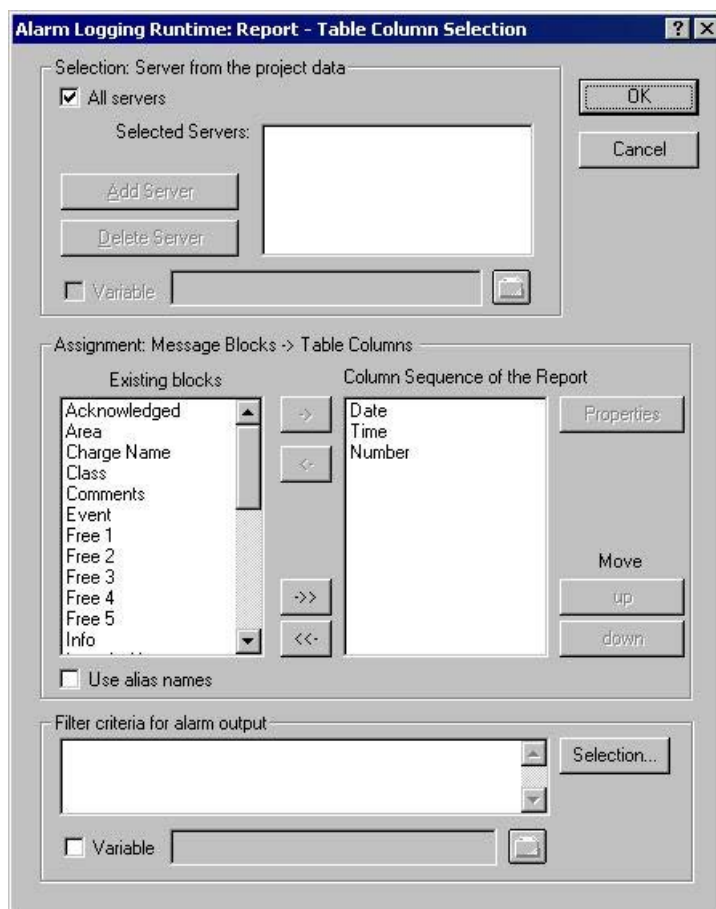 Alarm Logging Runtime: Report - Table Column Selection
Selection: Server from the project data
All servers
OK
Selected Servers:
Cancel
Add Server
Delete Server
Variable
Assignment: Message Blocks -> Table Columns
Existing blocks
Column Sequence of the Report
Acknowledged
Area
Charge Name
Class
Comments
Event
Free 1
Free 2
Free 3
Free 4
Free 5
Info
->
<-
->>
<<-
Date
Time
Number
Properties
Move
up
down
Use alias names
Filter criteria for alarm output
Selection...
Variable